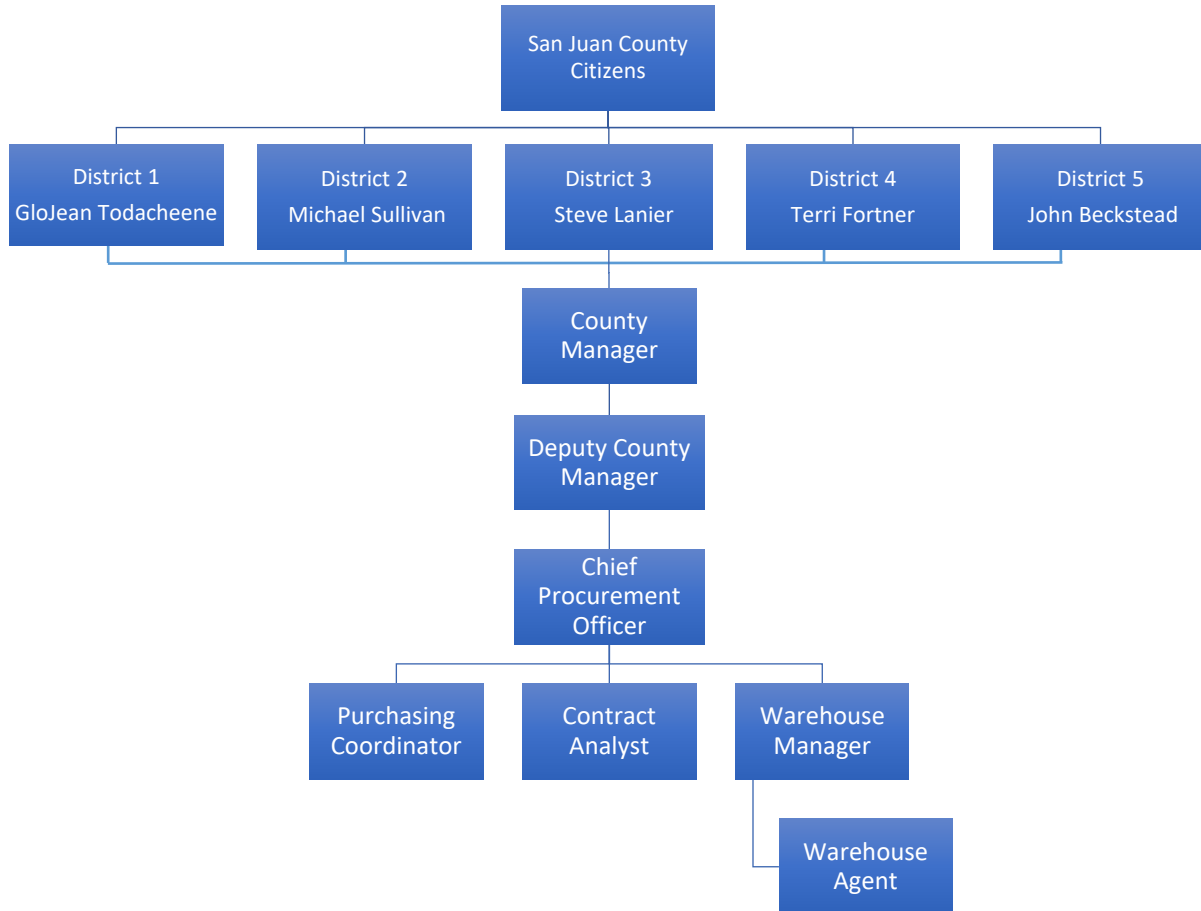 San Juan County
Citizens
District 1
GloJean Todacheene
District 2
Michael Sullivan
District 3
Steve Lanier
District 4
Terri Fortner
District 5
John Beckstead
County
Manager
Deputy County
Manager
Chief
Procurement
Officer
Purchasing
Coordinator
Contract
Analyst
Warehouse
Manager
Warehouse
Agent